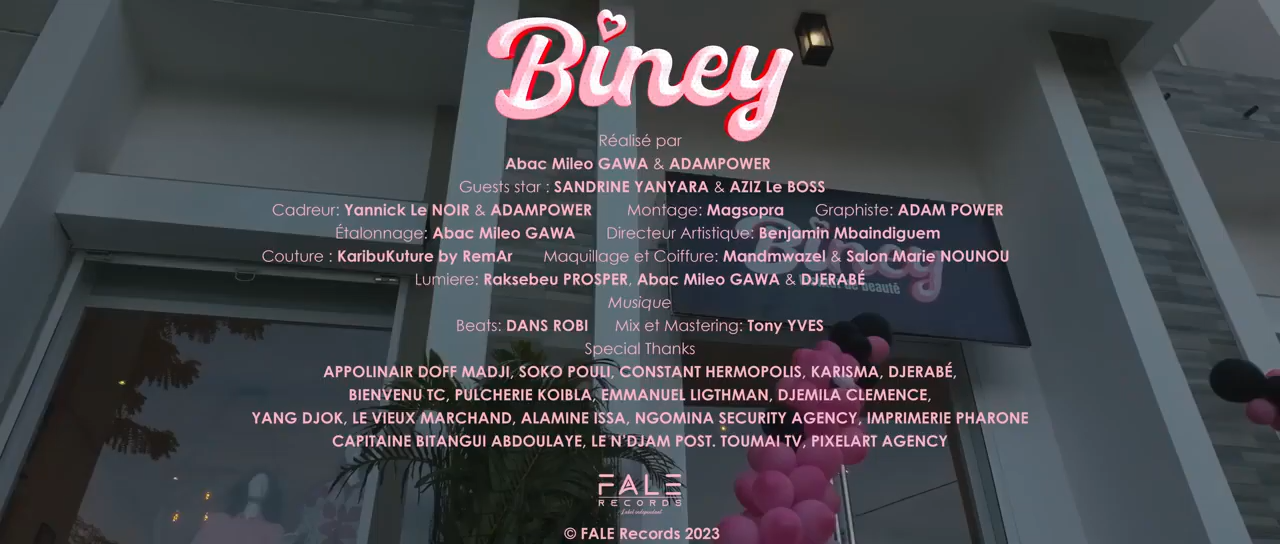 Biney
Réalisé par
Abac Mileo GAWA & ADAMPOWER
Guests star : SANDRINE YANYARA & AZIZ Le BOSS
Cadreur: Yannick Le NOIR & ADAMPOWER Montage: Magsopra Graphiste: ADAM POWER
Étalonnage: Abac Mileo GAWA Directeur Artistique: Benjamin Mbaindiguem
Couture : KaribuKuture by RemAr Maquillage et Coiffure: Mandmwazel & Salon Marie NOUNOU
Lumiere: Raksebeu PROSPER, Abac Mileo GAWA & DJERABÉ
Biney
de beauté
Musique
Beats: DANS ROBI Mix et Mastering: Tony YVES
Special Thanks
APPOLINAIR DOFF MADJI, SOKO POULI, CONSTANT HERMOPOLIS, KARISMA, DJERABÉ,
BIENVENU TC, PULCHERIE KOIBLA, EMMANUEL LIGTHMAN, DJEMILA CLEMENCE,
YANG DJOK, LE VIEUX MARCHAND, ALAMINE ISSA, NGOMINA SECURITY AGENCY, IMPRIMERIE PHARONE
CAPITAINE BITANGUI ABDOULAYE, LE N'DJAM POST. TOUMAI TV, PIXELART AGENCY
FALE
RECORDS
Label indépendant
© FALE Records 2023